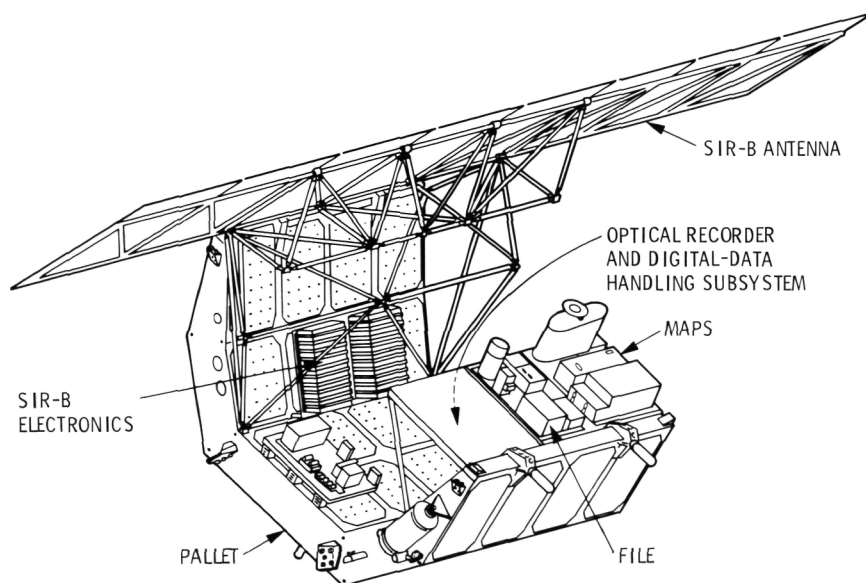 SIR-B ANTENNA
OPTICAL RECORDER
AND DIGITAL-DATA
HANDLING SUBSYSTEM
MAPS
SIR-B
ELECTRONICS
PALLET
FILE